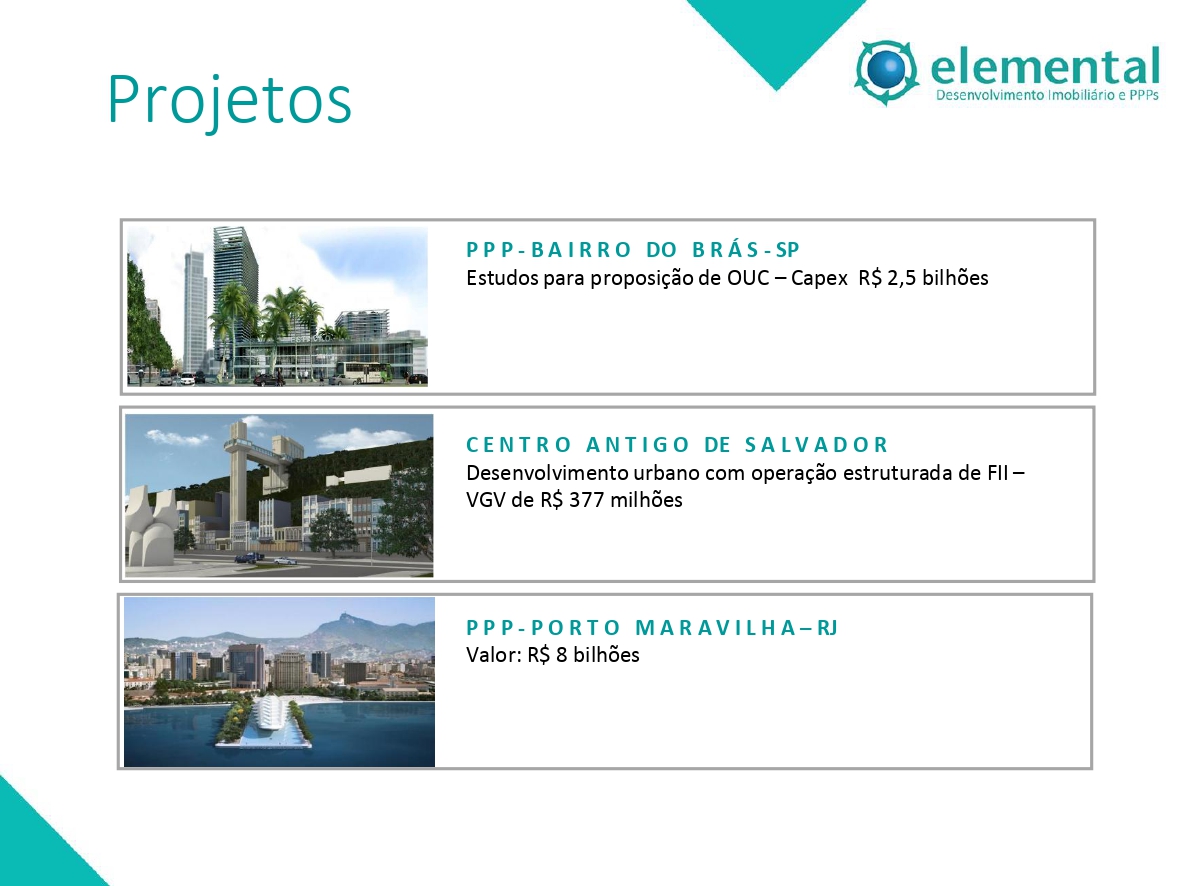 Projetos
elemental
Desenvolvimento Imobiliário e PPPs
PPP-BAIRRO DO BRÁS-SP
Estudos para proposição de OUC – Capex R$ 2,5 bilhões
CENTRO ANTIGO DE SALVADOR
Desenvolvimento urbano com operação estruturada de FII –
VGV de R$ 377 milhões
PPP-PORTO MARAVILHA–RJ
Valor: R$ 8 bilhões